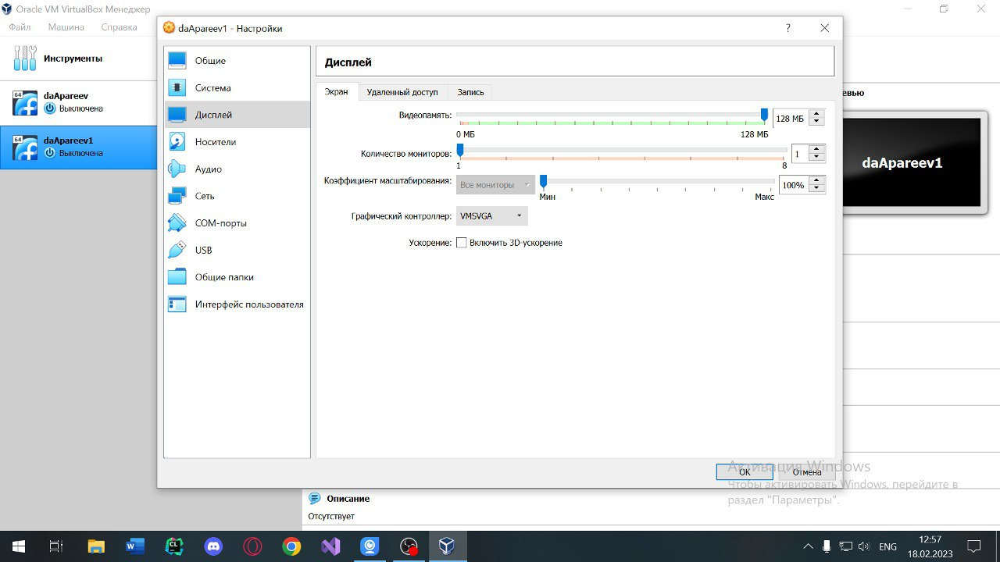 Oracle VM VirtualBox Менеджер
Файл Машина Справка
Инструменты
64
daApareev
Выключена
64
daApareev1
Выключена
daApareev1 - Настройки
?
Общие
Система
Дисплей
Носители
Аудио
Сеть
COM-порты
USB
Общие папки
Интерфейс пользователя
Дисплей
Экран Удаленный доступ Запись
Видеопамять: 128 МБ
0 МБ 128 МБ
Количество мониторов: 1
1 8
Коэффициент масштабирования: Все мониторы 100%
Мин Макс
Графический контроллер: VMSVGA
Ускорение: Включить 3D-ускорение
OK Отмена
евью
daApareev1
Активация Windows
Чтобы активировать Windows, перейдите в
раздел "Параметры".
Описание
Отсутствует
W CL
ENG
12:57
18.02.2023